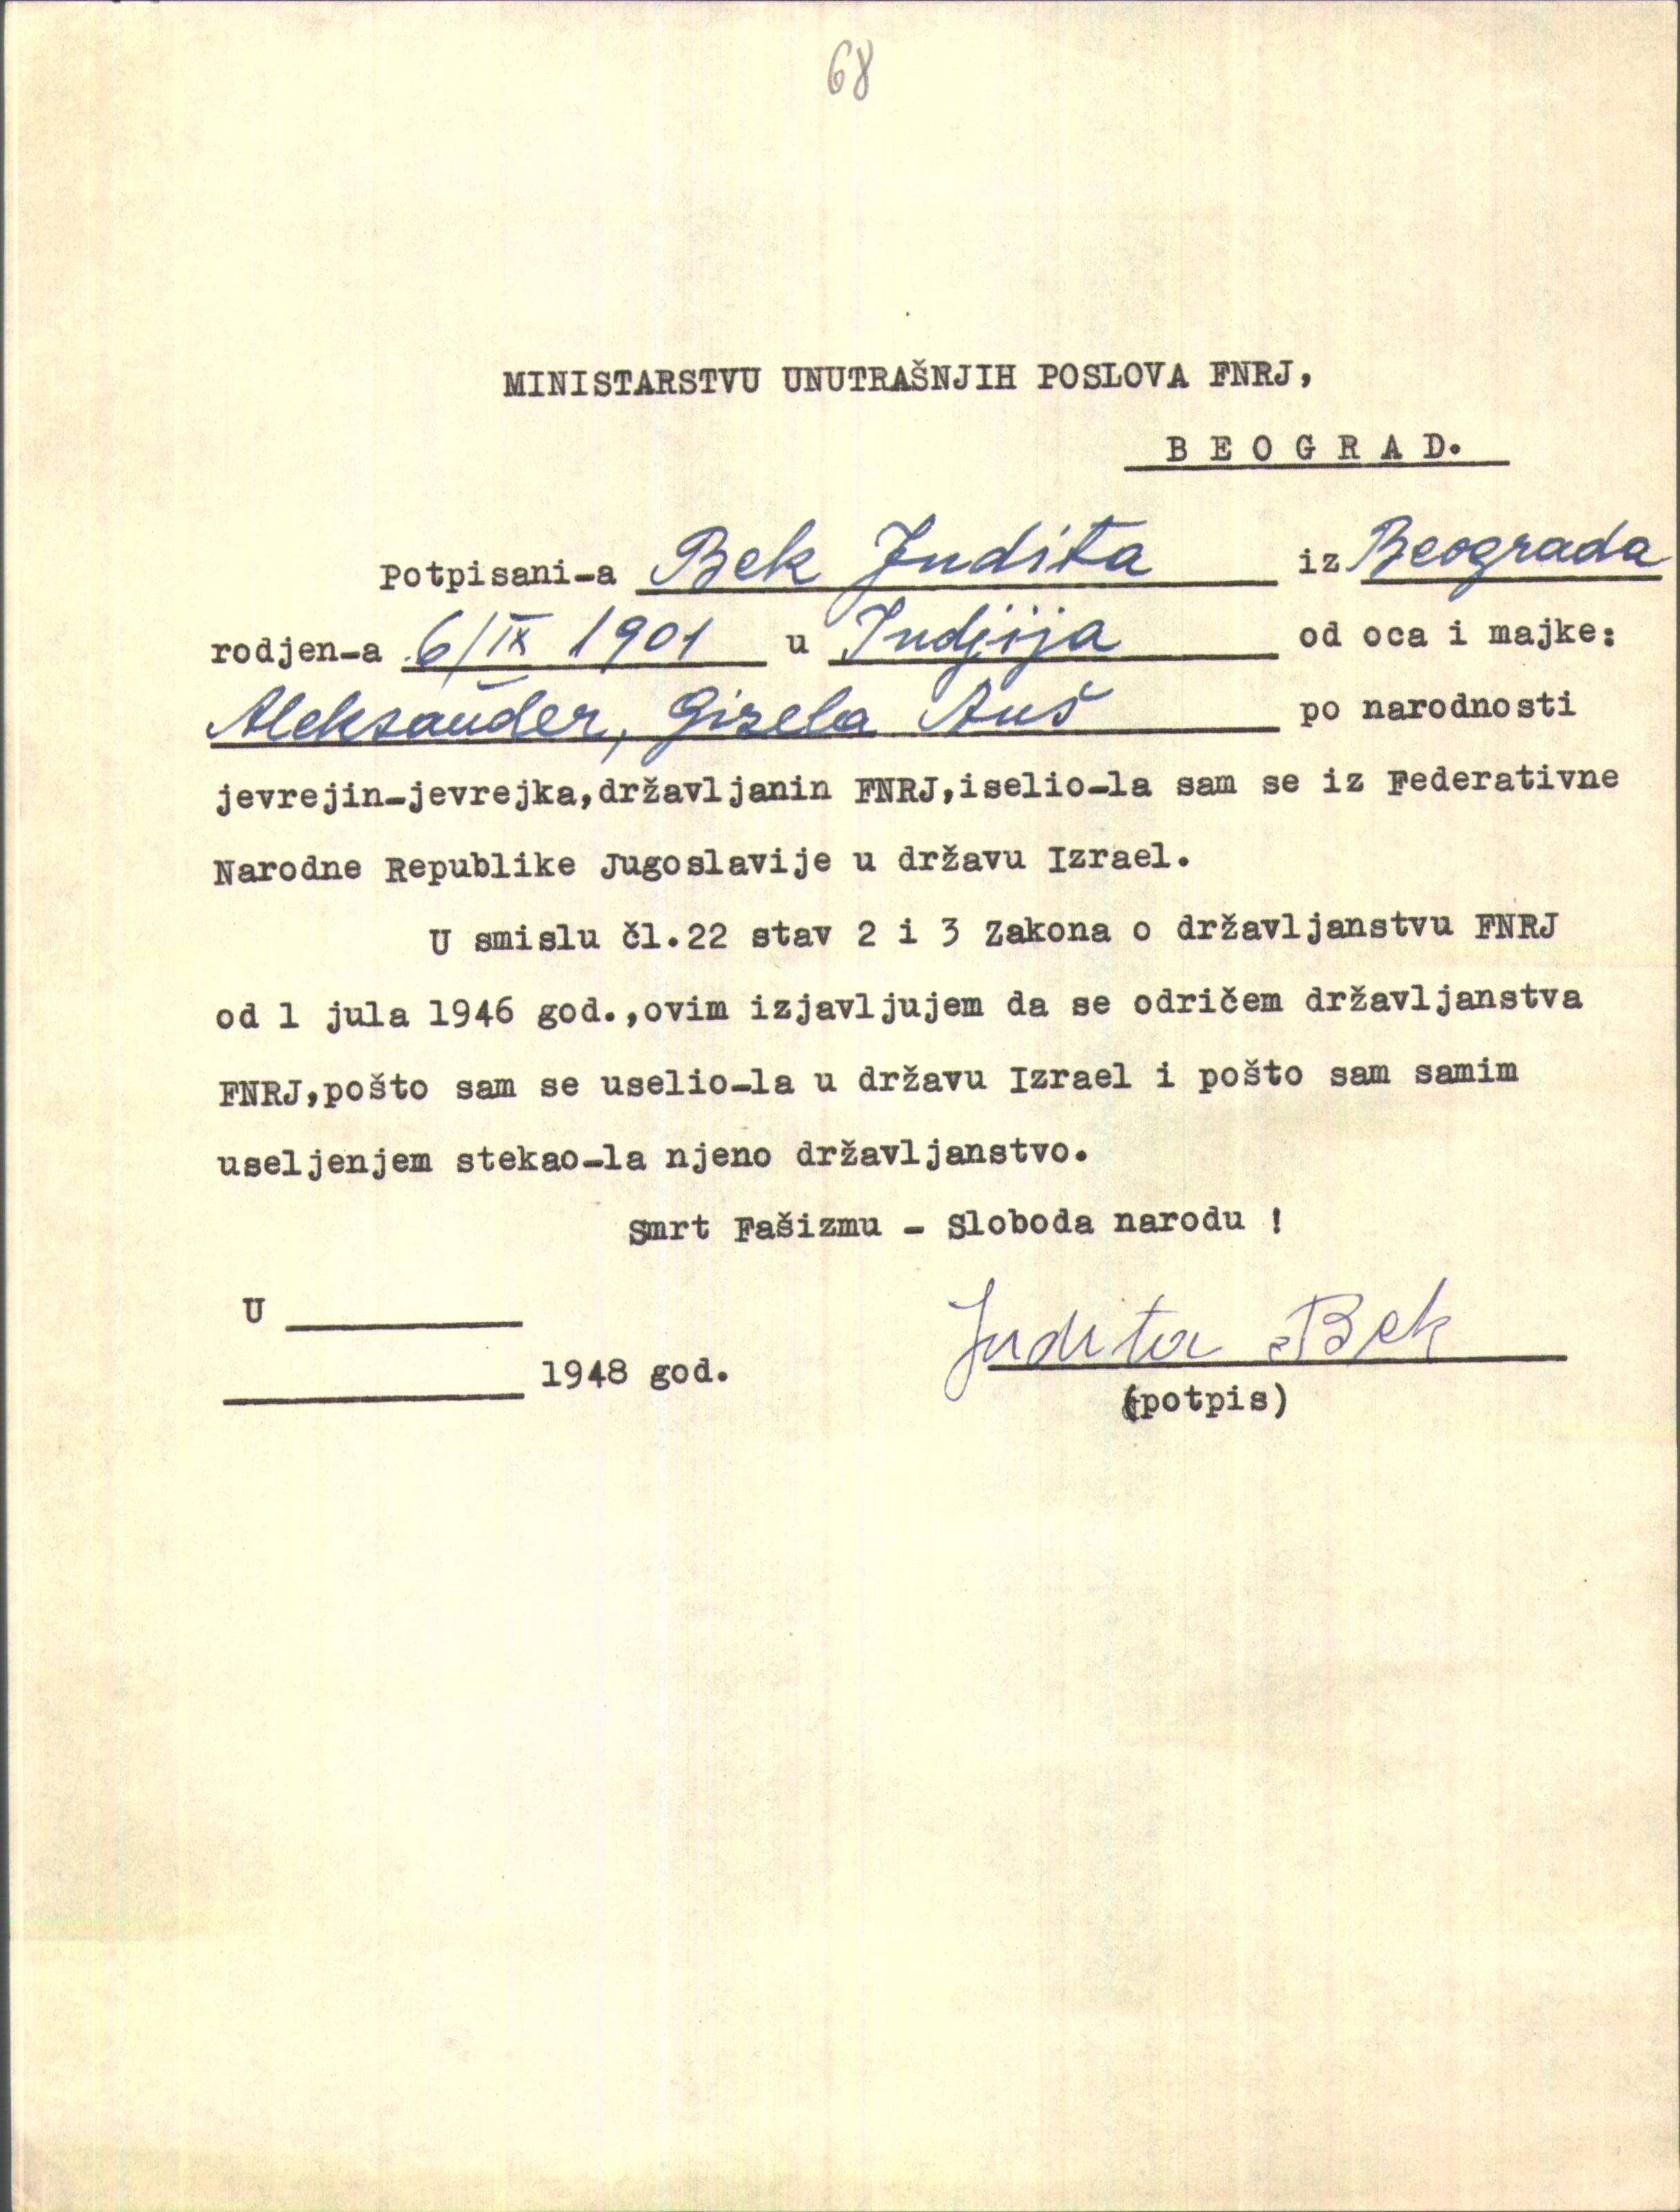 68
MINISTARSTVU UNUTRAŠNJIH POSLOVA FNRJ,
B E O G R A D.
Potpisani-a Bek Judita iz Beograda
rodjen-a 6/IX 1901 u Indjija od oca i majke:
Aleksander, Gizela Auš po narodnosti
jevrejin-jevrejka,državljanin FNRJ,iselio-la sam se iz Federativne
Narodne Republike Jugoslavije u državu Izrael.
U smislu čl.22 stav 2 i 3 Zakona o državljanstvu FNRJ
od 1 jula 1946 god.,ovim izjavljujem da se odričem državljanstva
FNRJ,pošto sam se uselio-la u državu Izrael i pošto sam samim
useljenjem stekao-la njeno državljanstvo.
Smrt Fašizmu - Sloboda narodu !
U
Judita Bek
1948 god.
(potpis)